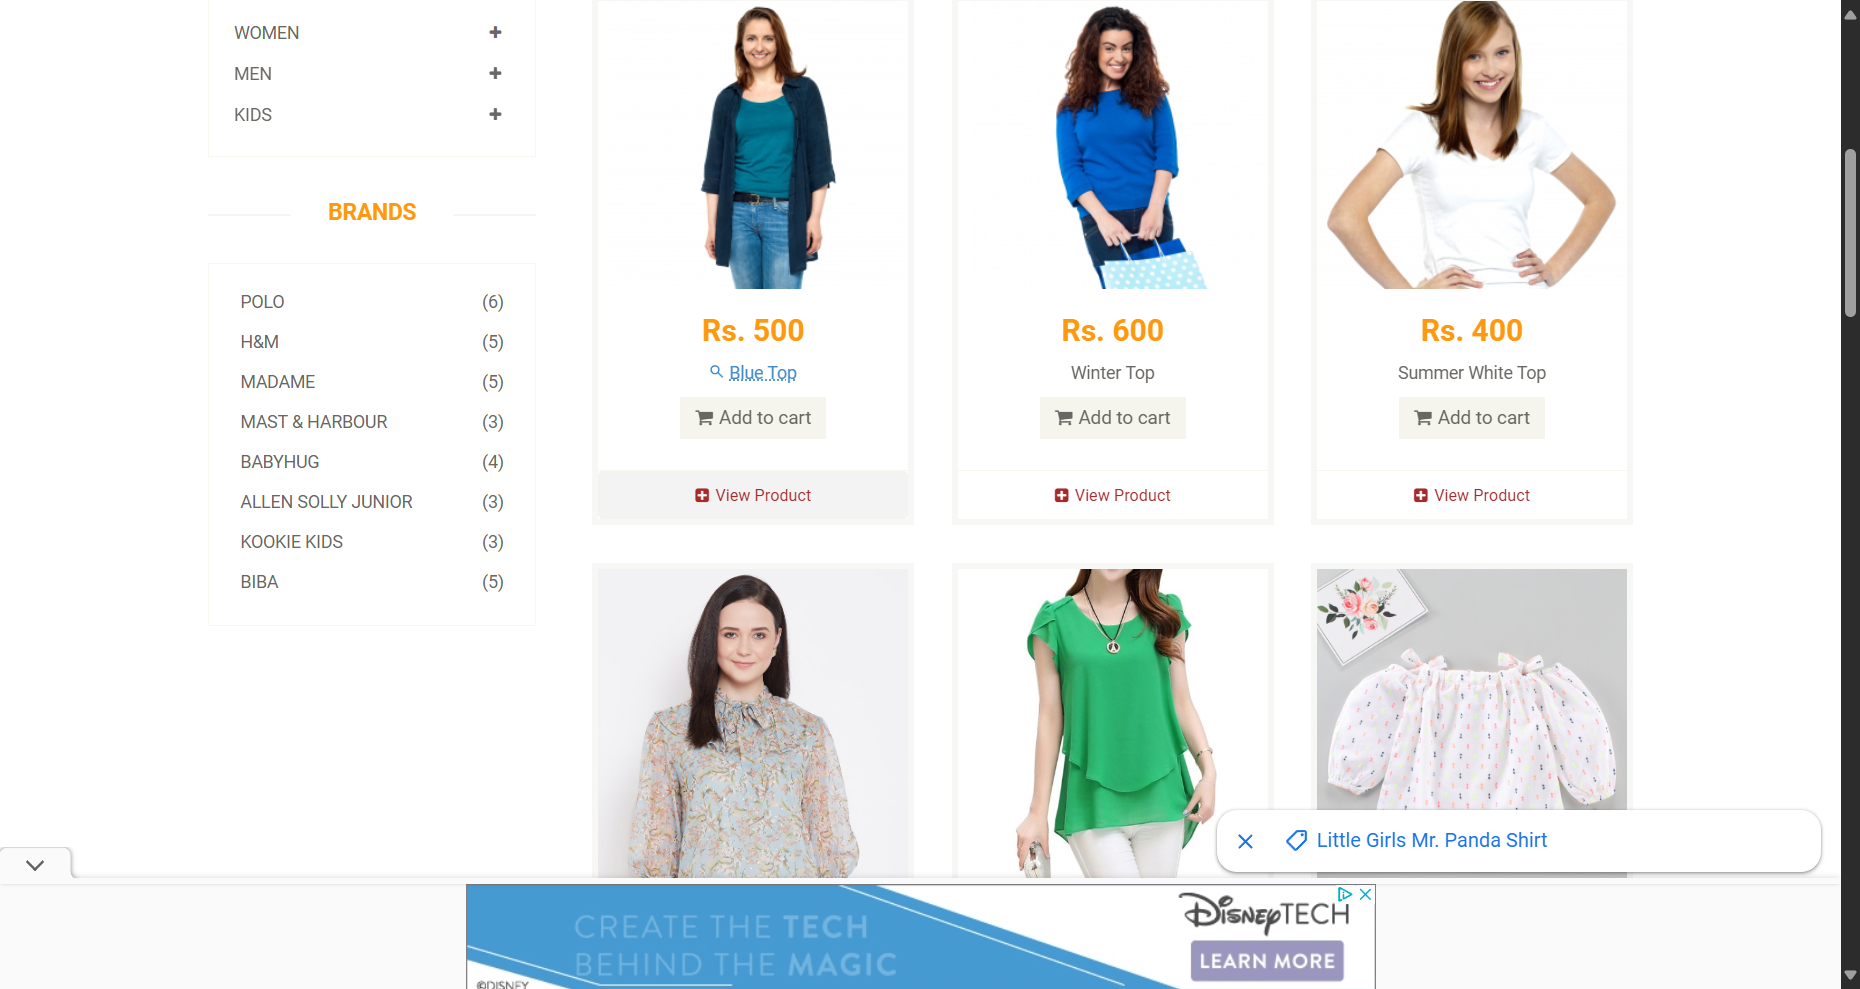 WOMEN
MEN
KIDS
BRANDS
POLO (6)
H&M (5)
MADAME (5)
MAST & HARBOUR (3)
BABYHUG (4)
ALLEN SOLLY JUNIOR (3)
KOOKIE KIDS (3)
BIBA (5)
Rs. 500
Blue Top
Add to cart
View Product
Rs. 600
Winter Top
Add to cart
View Product
Rs. 400
Summer White Top
Add to cart
View Product
Little Girls Mr. Panda Shirt
CREATE THE TECH
BEHIND THE MAGIC
©DISNEY
DISNEYTECH
LEARN MORE